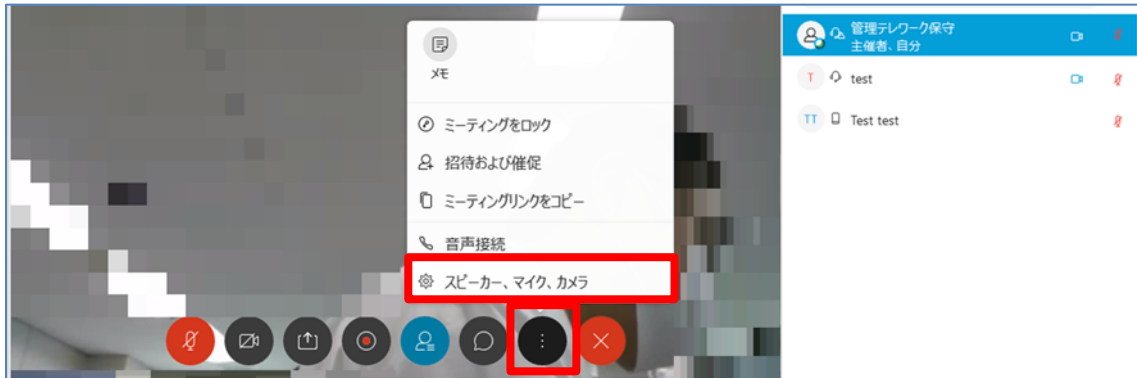 メモ
ミーティングをロック
招待および催促
ミーティングリンクをコピー
音声接続
スピーカー、マイク、カメラ
管理テレワーク保守
主催者、自分
T test
TT Test test